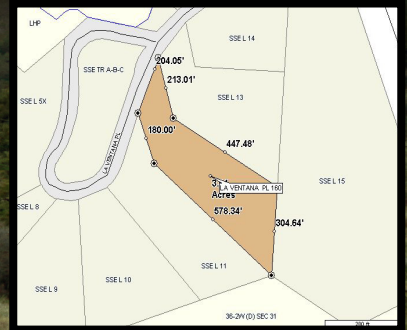 LHP
SSE L 14
204.05'
SSE TR A-B-C
213.01'
SSE L 13
SSE L 5X
447.48'
180.00'
LA VENTANA PL
LA VENTANA PL 160
SSE L 15
Acres
578.34'
SSE L 8
304.64'
SSE L 11
SSE L 10
SSE L 9
36-2W (D) SEC 31
200 ft